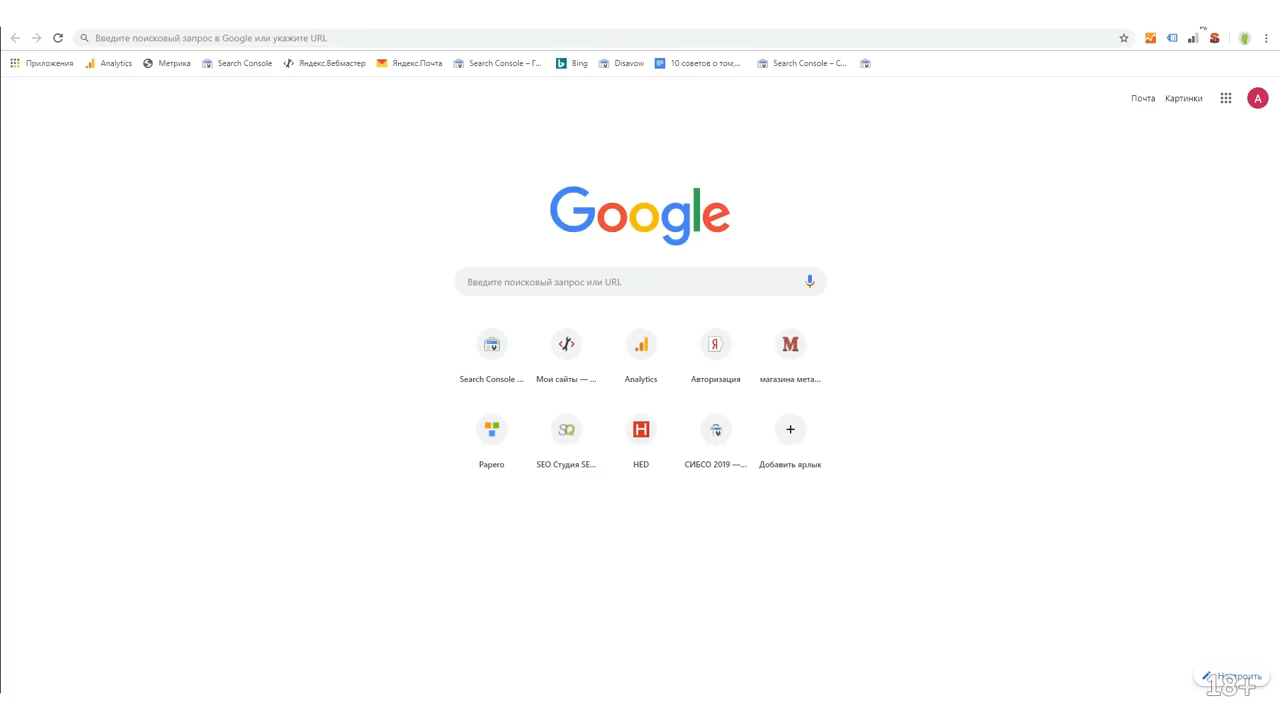 Введите поисковый запрос в Google или укажите URL
Приложения Analytics Метрика Search Console Яндекс.Вебмастер Яндекс.Почта Search Console – Г... Bing Disavow 10 советов о том,... Search Console – С...
Почта Картинки A
Google
Введите поисковый запрос или URL
Search Console ... Мои сайты — ... Analytics Авторизация магазина мета...
Papero SEO Студия SE... HED СИБСО 2019 —... Добавить ярлык
Настроить
18+